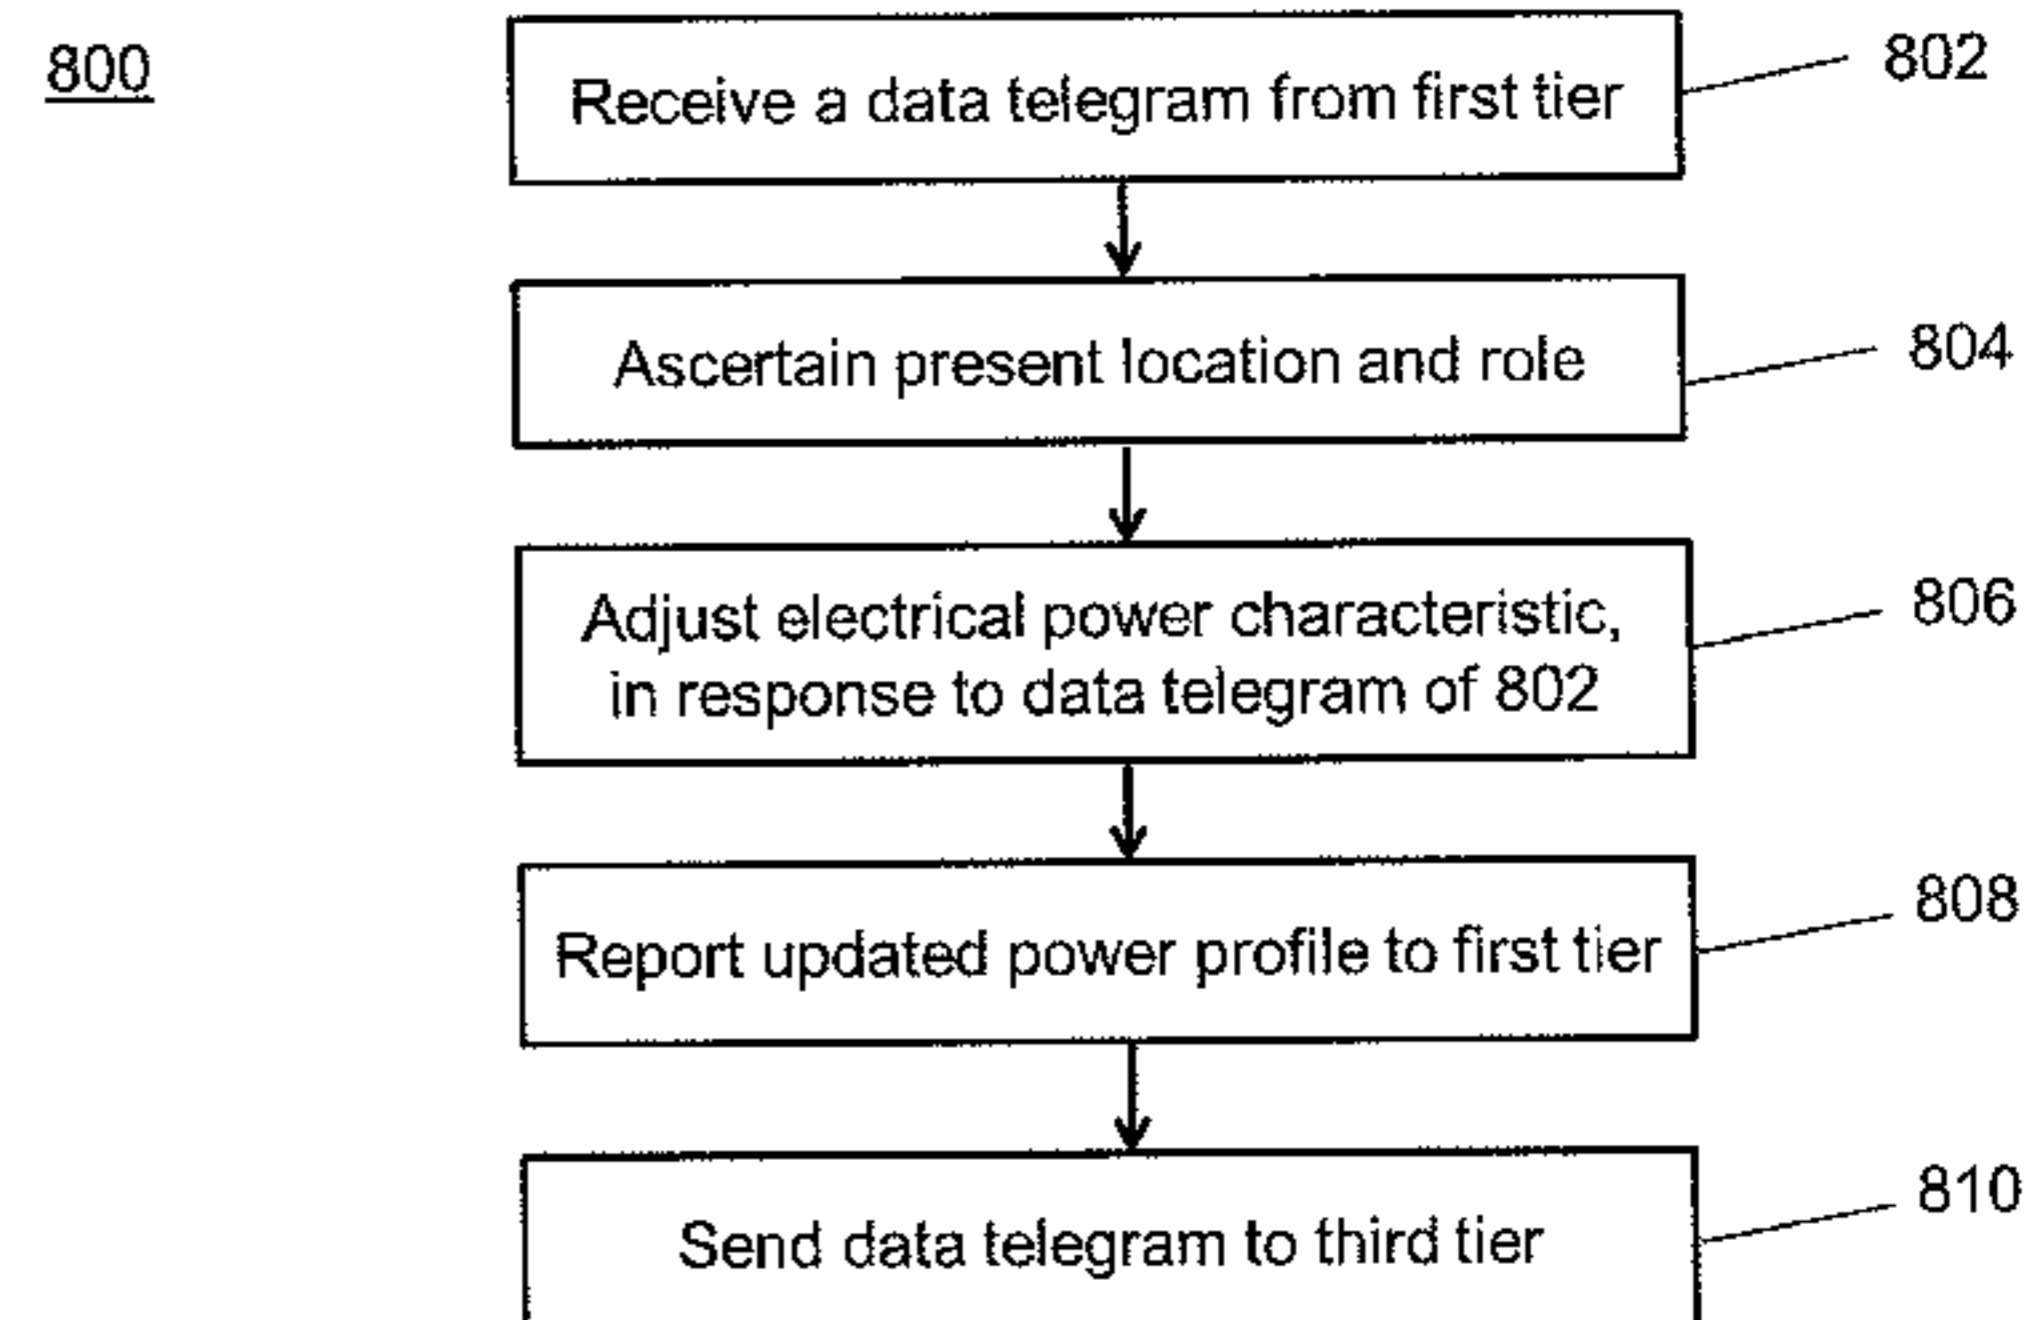 800
Receive a data telegram from first tier
802
Ascertain present location and role
804
Adjust electrical power characteristic,
in response to data telegram of 802
806
Report updated power profile to first tier
808
Send data telegram to third tier
810